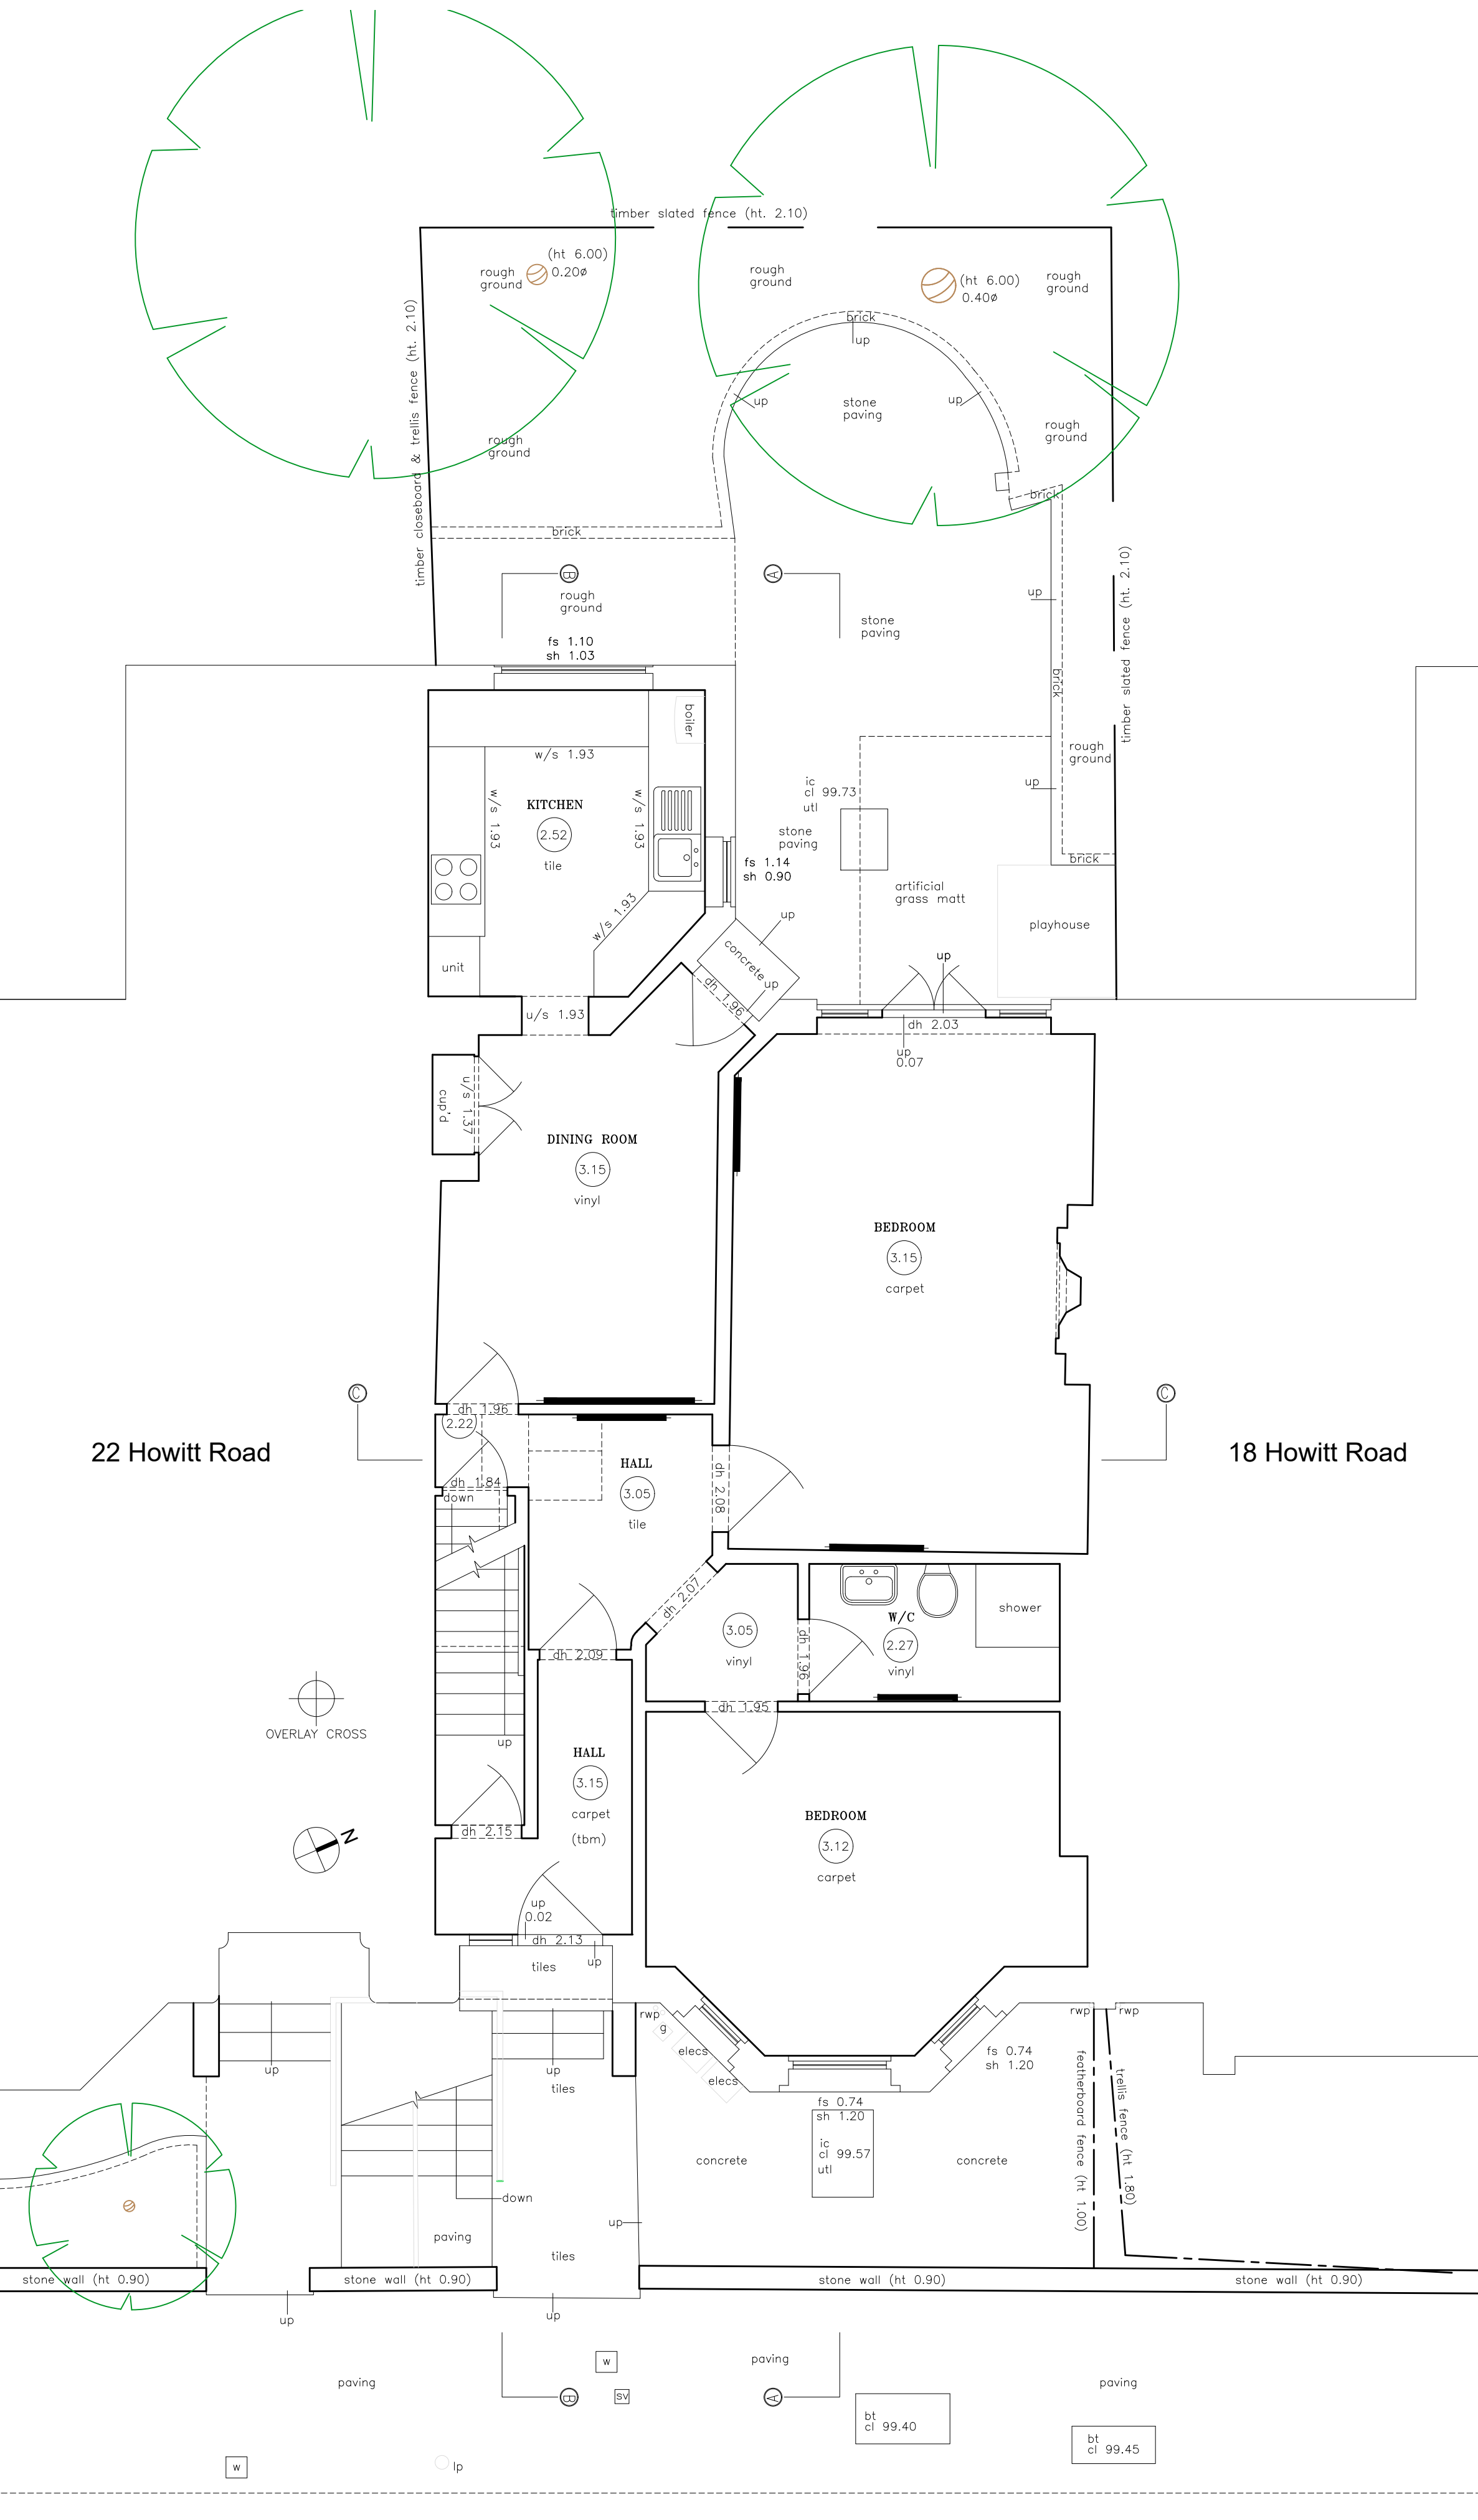 timber slated fence (ht. 2.10)
(ht 6.00)
0.20ø
rough
ground
rough
ground
(ht 6.00)
0.40ø
rough
ground
timber closeboard & trellis fence (ht. 2.10)
brick
up
up
stone
paving
up
rough
ground
rough
ground
brick
brick
B
A
rough
ground
up
stone
paving
timber slated fence (ht. 2.10)
fs 1.10
sh 1.03
brick
boiler
w/s 1.93
rough
ground
up
ic
cl 99.73
utl
w/s 1.93
KITCHEN
2.52
tile
w/s 1.93
stone
paving
fs 1.14
sh 0.90
brick
artificial
grass matt
playhouse
w/s 1.93
up
concrete
unit
up
dh 1.96
up
u/s 1.93
dh 2.03
up
0.07
cup'd
u/s 1.37
DINING ROOM
3.15
vinyl
BEDROOM
3.15
carpet
C
C
dh 1.96
2.22
22 Howitt Road
18 Howitt Road
HALL
3.05
tile
dh 2.08
dh 1.84
down
dh 2.07
shower
W/C
2.27
vinyl
3.05
vinyl
dh 1.96
dh 2.09
dh 1.95
OVERLAY CROSS
up
HALL
3.15
carpet
(tbm)
BEDROOM
3.12
carpet
dh 2.15
N
up
0.02
dh 2.13
up
tiles
rwp
g
elecs
elecs
rwp
rwp
up
up
tiles
fs 0.74
sh 1.20
featherboard fence (ht 1.00)
trellis fence (ht 1.80)
fs 0.74
sh 1.20
ic
cl 99.57
utl
concrete
concrete
down
up
paving
tiles
stone wall (ht 0.90)
stone wall (ht 0.90)
stone wall (ht 0.90)
stone wall (ht 0.90)
up
up
w
paving
paving
paving
B
sv
A
bt
cl 99.40
bt
cl 99.45
w
lp